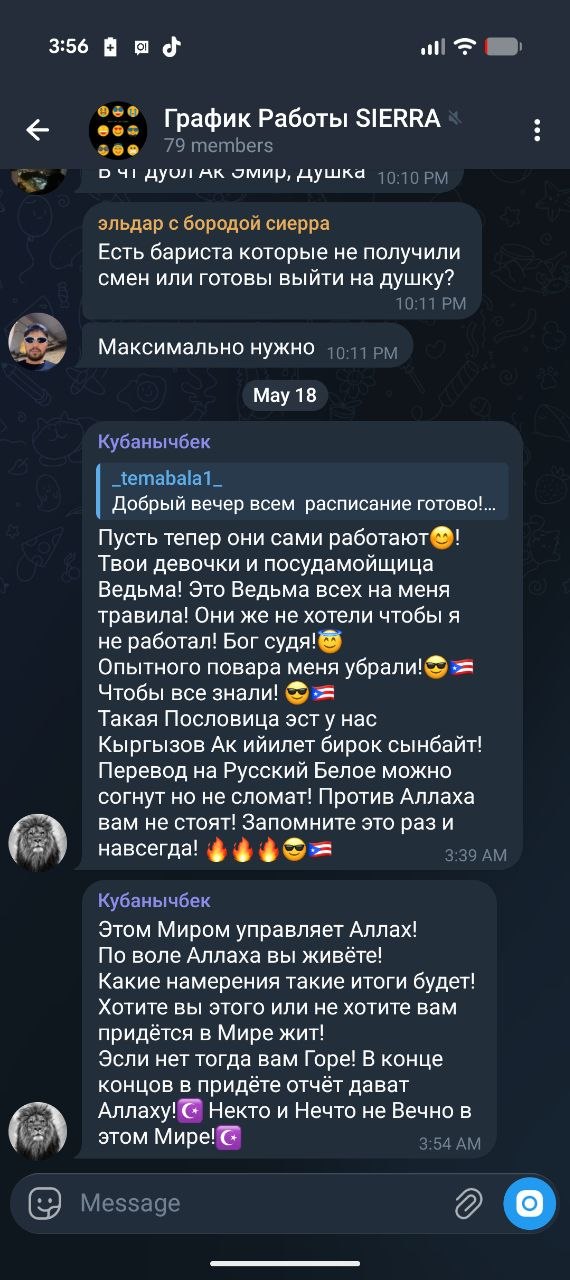 3:56
График Работы SIERRA
79 members
В чт дубл Ак Эмир, Душка 10:10 PM
эльдар с бородой сиерра
Есть бариста которые не получили
смен или готовы выйти на душку?
10:11 PM
Максимально нужно 10:11 PM
May 18
Кубанычбек
_temabala1_
Добрый вечер всем расписание готово!...
Пусть тепер они сами работают😊!
Твои девочки и посудамойщица
Ведьма! Это Ведьма всех на меня
травила! Они же не хотели чтобы я
не работал! Бог судя!😇
Опытного повара меня убрали!😎🇵🇷
Чтобы все знали! 😎🇵🇷
Такая Пословица эст у нас
Кыргызов Ак ийилет бирок сынбайт!
Перевод на Русский Белое можно
согнут но не сломат! Против Аллаха
вам не стоят! Запомните это раз и
навсегда! 🔥🔥🔥😎🇵🇷
3:39 AM
Кубанычбек
Этом Миром управляет Аллах!
По воле Аллаха вы живёте!
Какие намерения такие итоги будет!
Хотите вы этого или не хотите вам
придётся в Мире жит!
Эсли нет тогда вам Горе! В конце
концов в придёте отчёт дават
Аллаху!☪️ Некто и Нечто не Вечно в
этом Мире!☪️
3:54 AM
Message